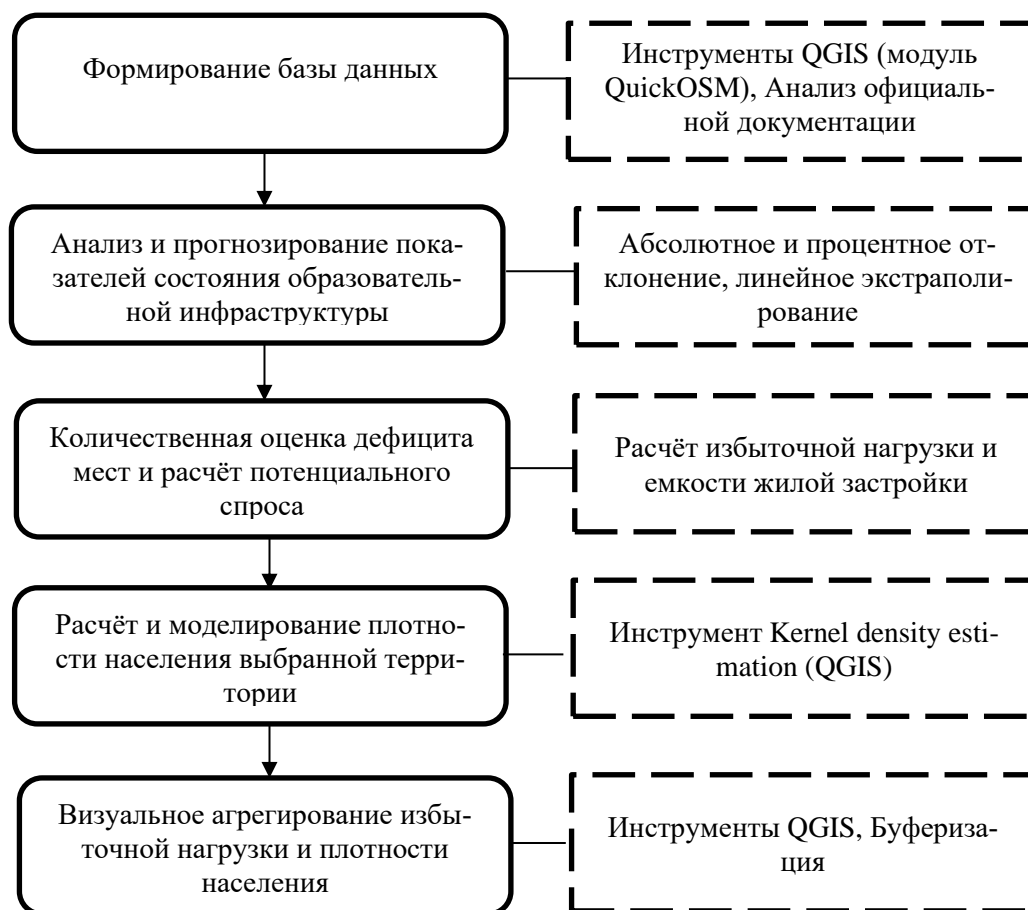 Формирование базы данных
Инструменты QGIS (модуль
QuickOSM), Анализ официаль-
ной документации
Анализ и прогнозирование пока-
зателей состояния образователь-
ной инфраструктуры
Абсолютное и процентное от-
клонение, линейное экстраполи-
рование
Количественная оценка дефицита
мест и расчёт потенциального
спроса
Расчёт избыточной нагрузки и
емкости жилой застройки
Расчёт и моделирование плотно-
сти населения выбранной терри-
тории
Инструмент Kernel density esti-
mation (QGIS)
Визуальное агрегирование избы-
точной нагрузки и плотности
населения
Инструменты QGIS, Буфериза-
ция